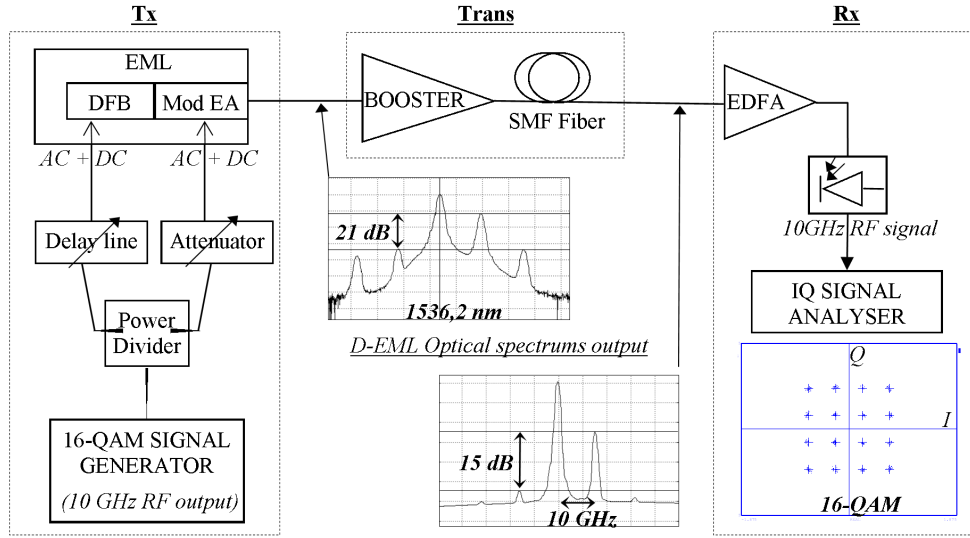 Tx
Trans
Rx
EML
DFB
Mod EA
AC + DC
AC + DC
Delay line
Attenuator
Power
Divider
16-QAM SIGNAL
GENERATOR
(10 GHz RF output)
BOOSTER
SMF Fiber
21 dB
1536,2 nm
D-EML Optical spectrums output
15 dB
10 GHz
EDFA
10GHz RF signal
IQ SIGNAL
ANALYSER
Q
I
16-QAM